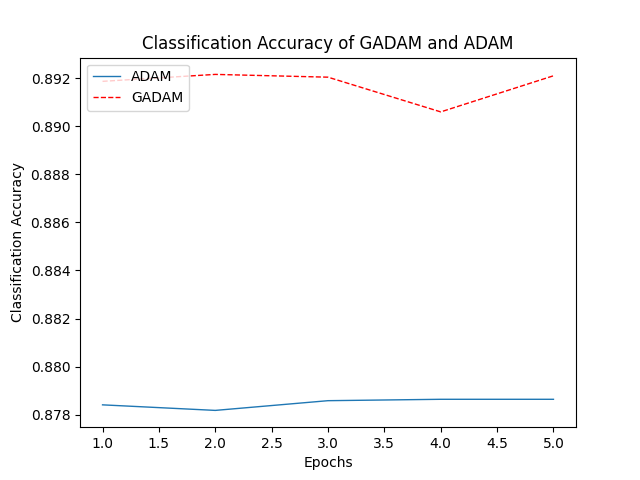 Classification Accuracy of GADAM and ADAM
ADAM
GADAM
0.892
0.890
0.888
0.886
0.884
0.882
0.880
0.878
Classification Accuracy
1.0 1.5 2.0 2.5 3.0 3.5 4.0 4.5 5.0
Epochs